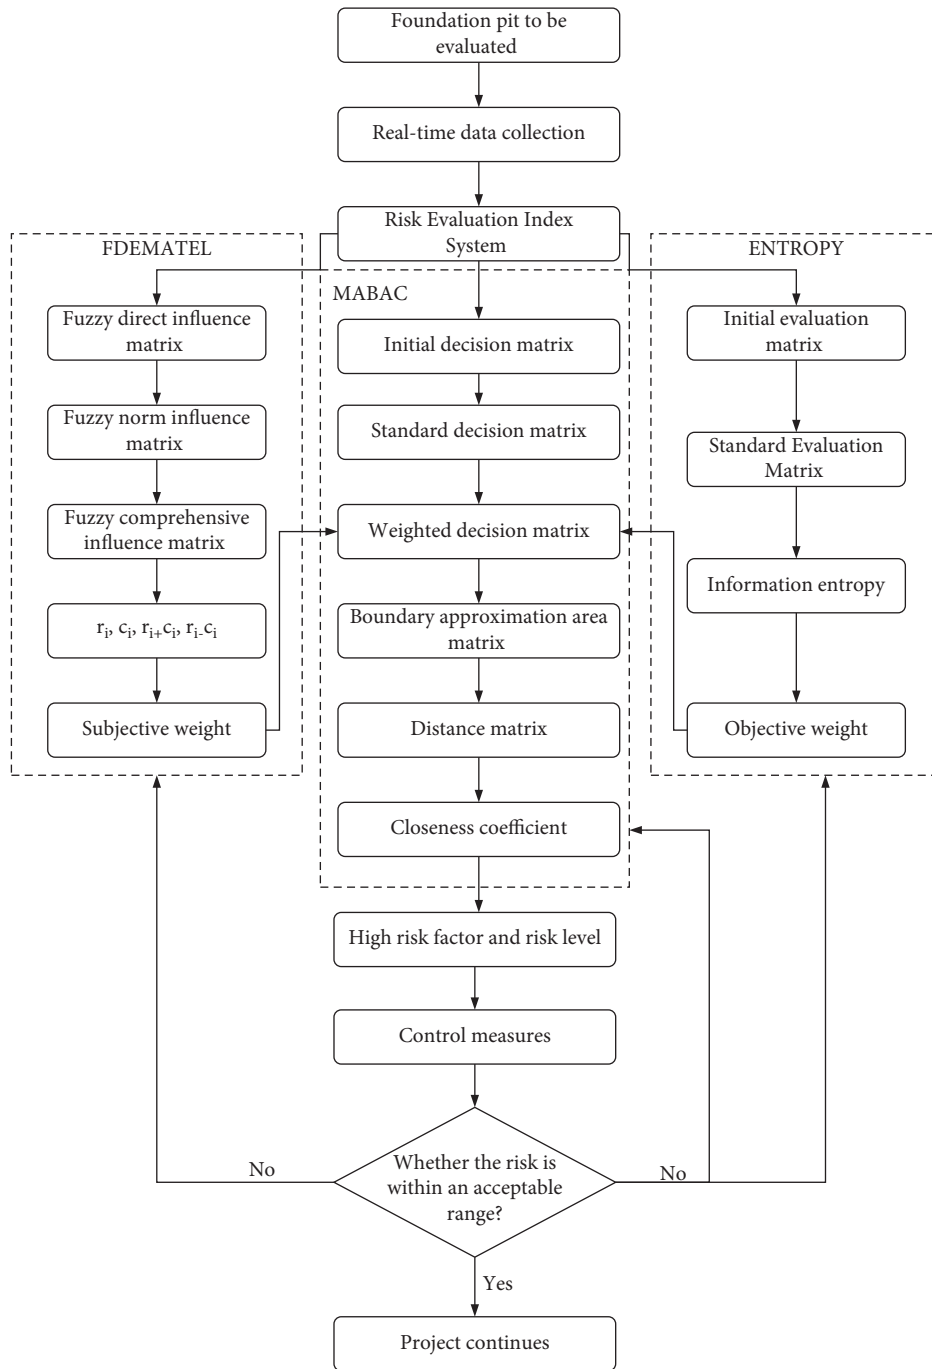 Foundation pit to be
evaluated
Real-time data collection
Risk Evaluation Index
System
FDEMATEL
Fuzzy direct influence
matrix
Fuzzy norm influence
matrix
Fuzzy comprehensive
influence matrix
rᵢ, cᵢ, rᵢ₊cᵢ, rᵢ₋cᵢ
Subjective weight
MABAC
Initial decision matrix
Standard decision matrix
Weighted decision matrix
Boundary approximation area
matrix
Distance matrix
Closeness coefficient
ENTROPY
Initial evaluation
matrix
Standard Evaluation
Matrix
Information entropy
Objective weight
High risk factor and risk level
Control measures
Whether the risk is
within an acceptable
range?
No
No
Yes
Project continues